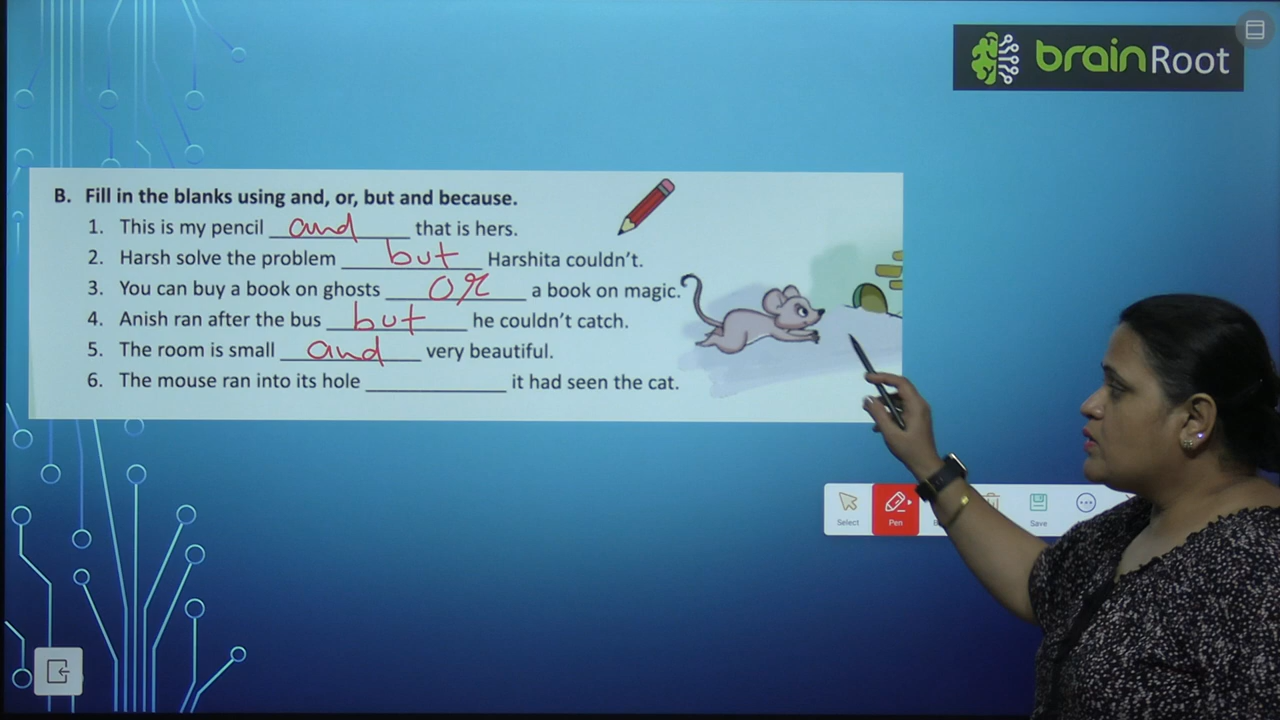 brainRoot
B. Fill in the blanks using and, or, but and because.
1. This is my pencil and that is hers.
2. Harsh solve the problem but Harshita couldn't.
3. You can buy a book on ghosts or a book on magic.
4. Anish ran after the bus but he couldn't catch.
5. The room is small and very beautiful.
6. The mouse ran into its hole ____________ it had seen the cat.
Select Pen Save